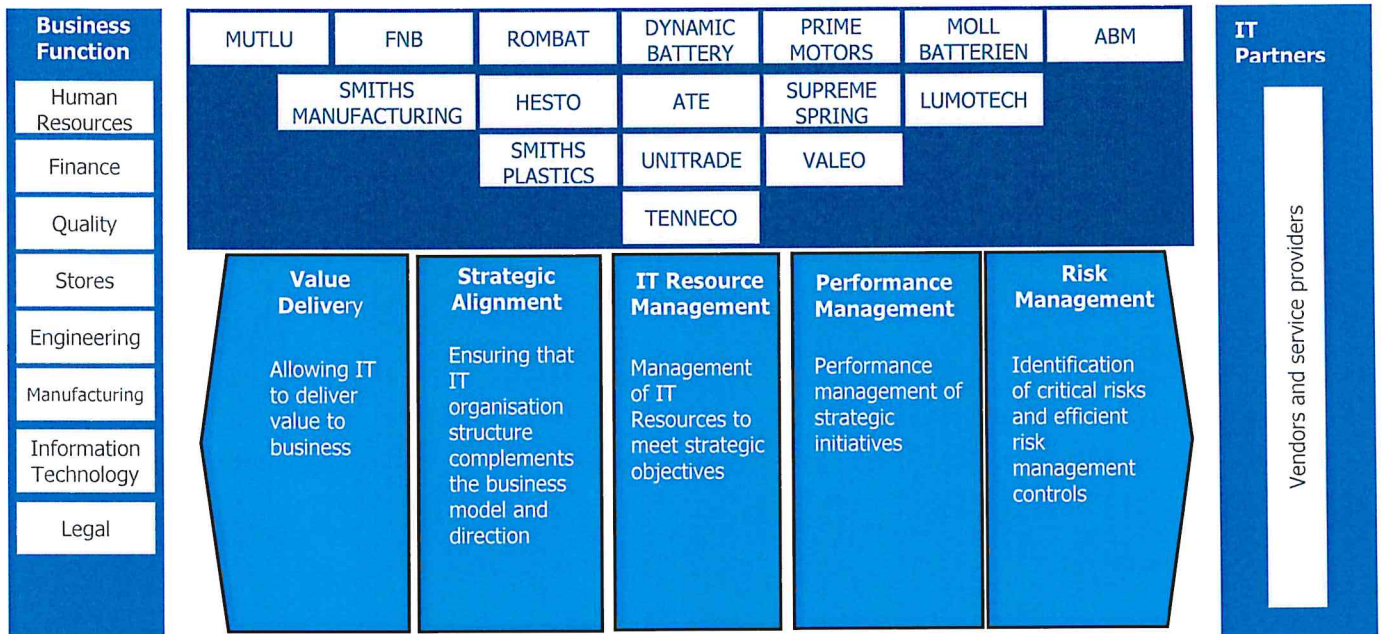 Business
Function
Human
Resources
Finance
Quality
Stores
Engineering
Manufacturing
Information
Technology
Legal
MUTLU
FNB
ROMBAT
DYNAMIC
BATTERY
PRIME
MOTORS
MOLL
BATTERIEN
ABM
SMITHS
MANUFACTURING
HESTO
ATE
SUPREME
SPRING
LUMOTECH
SMITHS
PLASTICS
UNITRADE
VALEO
TENNECO
Value
Delivery
Allowing IT
to deliver
value to
business
Strategic
Alignment
Ensuring that
IT
organisation
structure
complements
the business
model and
direction
IT Resource
Management
Management
of IT
Resources to
meet strategic
objectives
Performance
Management
Performance
management of
strategic
initiatives
Risk
Management
Identification
of critical risks
and efficient
risk
management
controls
IT
Partners
Vendors and service providers